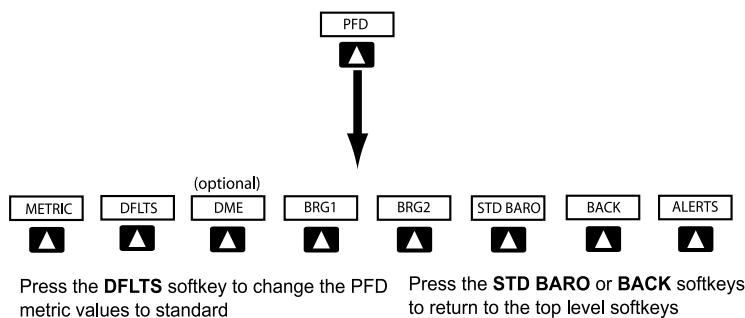 PFD
(optional)
METRIC DFLTS DME BRG1 BRG2 STD BARO BACK ALERTS
Press the DFLTS softkey to change the PFD
metric values to standard
Press the STD BARO or BACK softkeys
to return to the top level softkeys